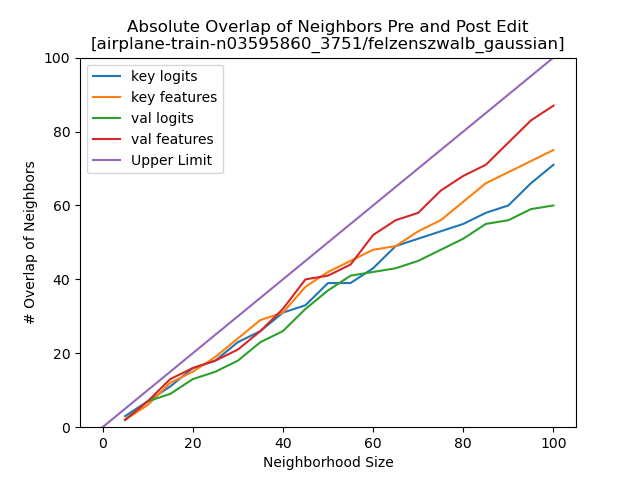 Absolute Overlap of Neighbors Pre and Post Edit
[airplane-train-n03595860_3751/felzenszwalb_gaussian]
key logits
key features
val logits
val features
Upper Limit
# Overlap of Neighbors
100
80
60
40
20
0
0 20 40 60 80 100
Neighborhood Size